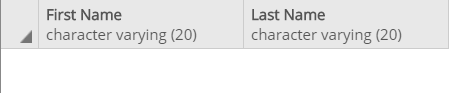 First Name Last Name
character varying (20) character varying (20)